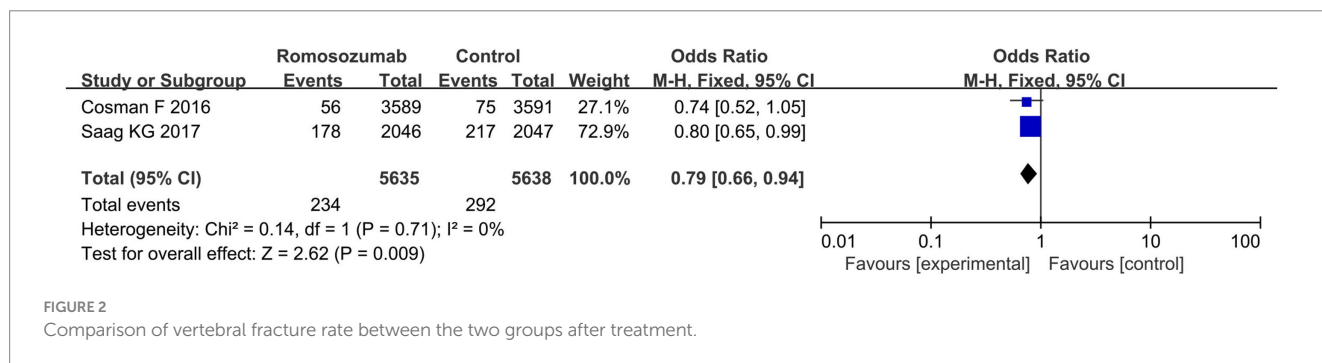 Romosozumab Control Odds Ratio Odds Ratio
Study or Subgroup Events Total Events Total Weight M-H, Fixed, 95% CI M-H, Fixed, 95% CI
Cosman F 2016 56 3589 75 3591 27.1% 0.74 [0.52, 1.05]
Saag KG 2017 178 2046 217 2047 72.9% 0.80 [0.65, 0.99]
Total (95% CI) 5635 5638 100.0% 0.79 [0.66, 0.94]
Total events 234 292
Heterogeneity: Chi² = 0.14, df = 1 (P = 0.71); I² = 0%
Test for overall effect: Z = 2.62 (P = 0.009)
0.01 0.1 1 10 100
Favours [experimental] Favours [control]
FIGURE 2
Comparison of vertebral fracture rate between the two groups after treatment.